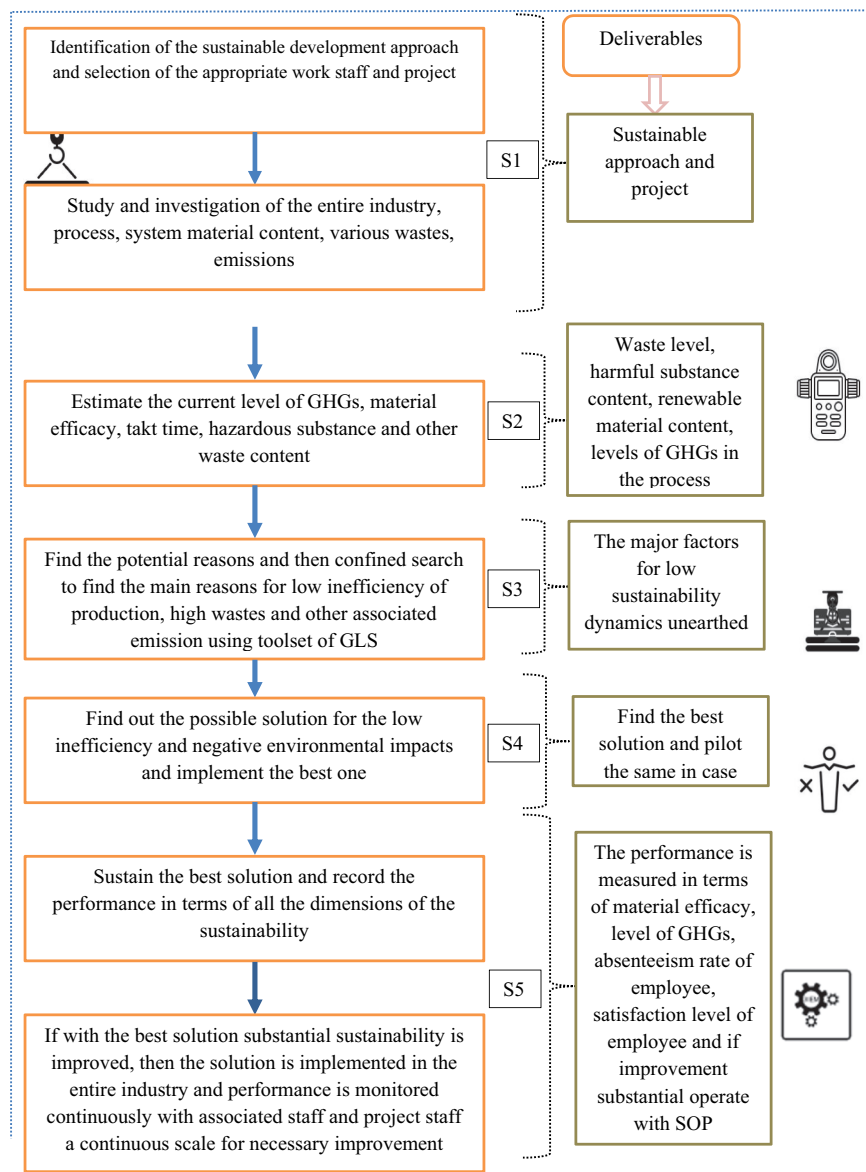 Identification of the sustainable development approach
and selection of the appropriate work staff and project
Deliverables
S1
Sustainable
approach and
project
Study and investigation of the entire industry,
process, system material content, various wastes,
emissions
Estimate the current level of GHGs, material
efficacy, takt time, hazardous substance and other
waste content
S2
Waste level,
harmful substance
content, renewable
material content,
levels of GHGs in
the process
Find the potential reasons and then confined search
to find the main reasons for low inefficiency of
production, high wastes and other associated
emission using toolset of GLS
S3
The major factors
for low
sustainability
dynamics unearthed
Find out the possible solution for the low
inefficiency and negative environmental impacts
and implement the best one
S4
Find the best
solution and pilot
the same in case
Sustain the best solution and record the
performance in terms of all the dimensions of the
sustainability
S5
The performance is
measured in terms
of material efficacy,
level of GHGs,
absenteeism rate of
employee,
satisfaction level of
employee and if
improvement
substantial operate
with SOP
If with the best solution substantial sustainability is
improved, then the solution is implemented in the
entire industry and performance is monitored
continuously with associated staff and project staff
a continuous scale for necessary improvement